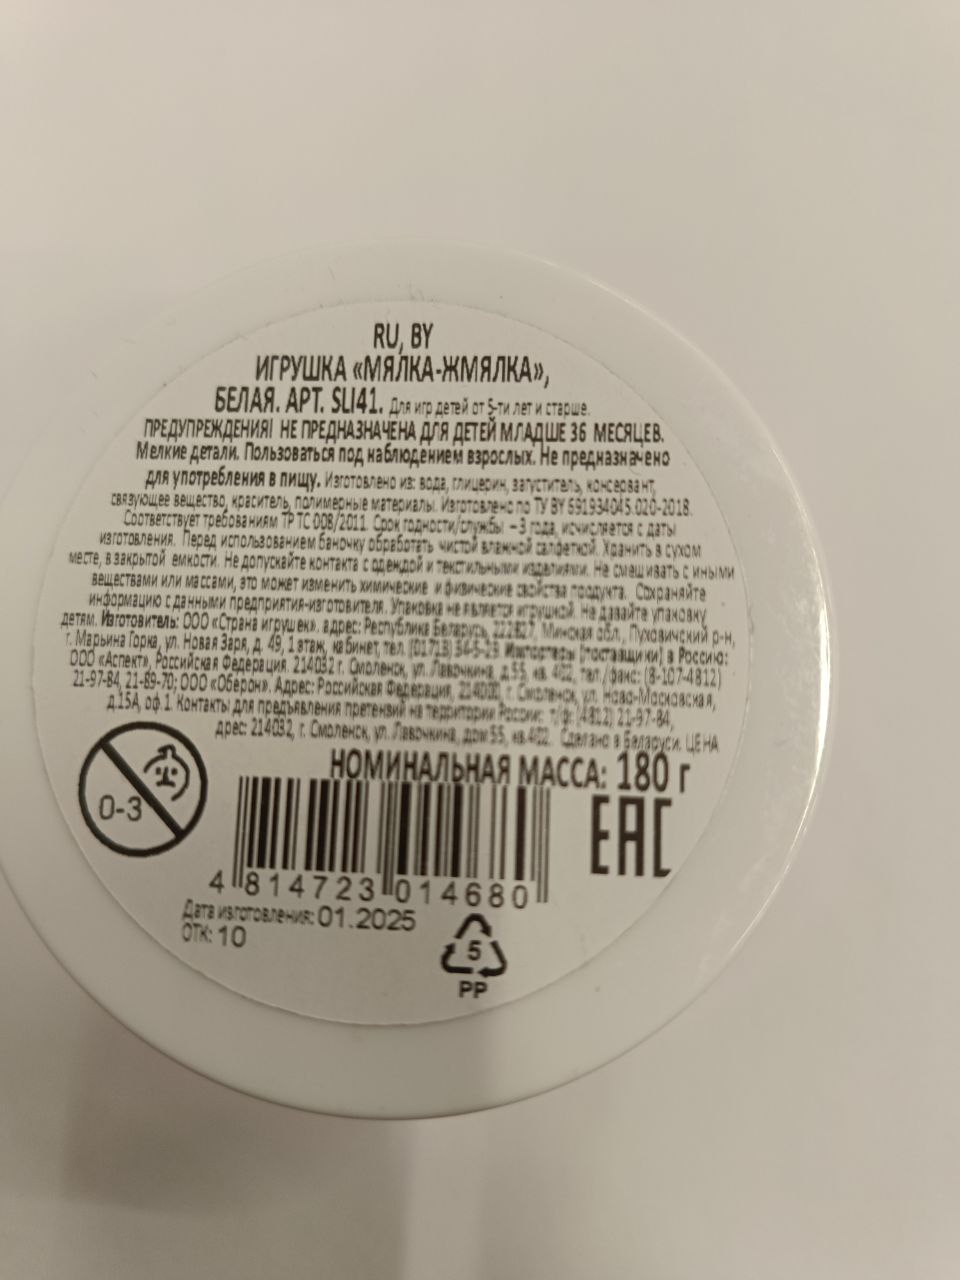 RU, BY
ИГРУШКА «МЯЛКА-ЖМЯЛКА»,
БЕЛАЯ. АРТ. SLI41. Для игр детей от 5-ти лет и старше.
ПРЕДУПРЕЖДЕНИЯ! НЕ ПРЕДНАЗНАЧЕНА ДЛЯ ДЕТЕЙ МЛАДШЕ 36 МЕСЯЦЕВ.
Мелкие детали. Пользоваться под наблюдением взрослых. Не предназначено
для употребления в пищу. Изготовлено из: вода, глицерин, загуститель, консервант,
связующее вещество, краситель, полимерные материалы. Изготовлено по ТУ BY 691934045.020-2018.
Соответствует требованиям ТР ТС 008/2011. Срок годности/службы – 3 года, исчисляется с даты
изготовления. Перед использованием баночку обработать чистой влажной салфеткой. Хранить в сухом
месте, в закрытой емкости. Не допускайте контакта с одеждой и текстильными изделиями. Не смешивать с иными
веществами или массами, это может изменить химические и физические свойства продукта. Сохраняйте
информацию с данными предприятия-изготовителя. Упаковка не является игрушкой. Не давайте упаковку
детям. Изготовитель: ООО «Страна игрушек». адрес: Республика Беларусь, 222827, Минская обл., Пуховичский р-н,
г. Марьина Горка, ул. Новая Заря, д. 49, 1 этаж, кабинет, тел. (01713) 34-5-29. Импортеры (поставщики) в Россию:
ООО «Аспект», Российская Федерация. 214032 г. Смоленск, ул. Лавочкина, д.55, кв. 402, тел./факс: (8-107-4812)
21-97-84, 21-89-70; ООО «Оберон». Адрес: Российская Федерация, 214000, г. Смоленск, ул. Ново-Московская,
д.15А, оф.1. Контакты для предъявления претензий на территории России: т/ф: (4812) 21-97-84,
дрес: 214032, г. Смоленск, ул. Лавочкина, дом 55, кв.402. Сделано в Беларуси. ЦЕНА
НОМИНАЛЬНАЯ МАССА: 180 г
0-3
EAC
4 814723 014680
Дата изготовления: 01.2025
ОТК: 10
5
PP